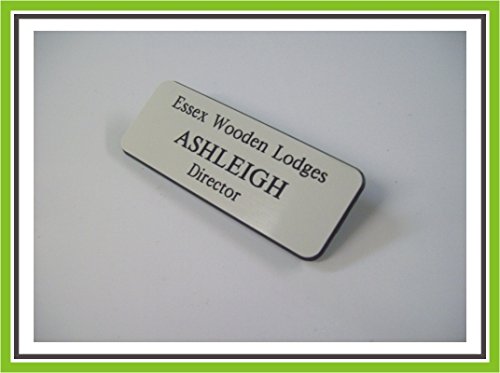 Essex Wooden Lodges
ASHLEIGH
Director